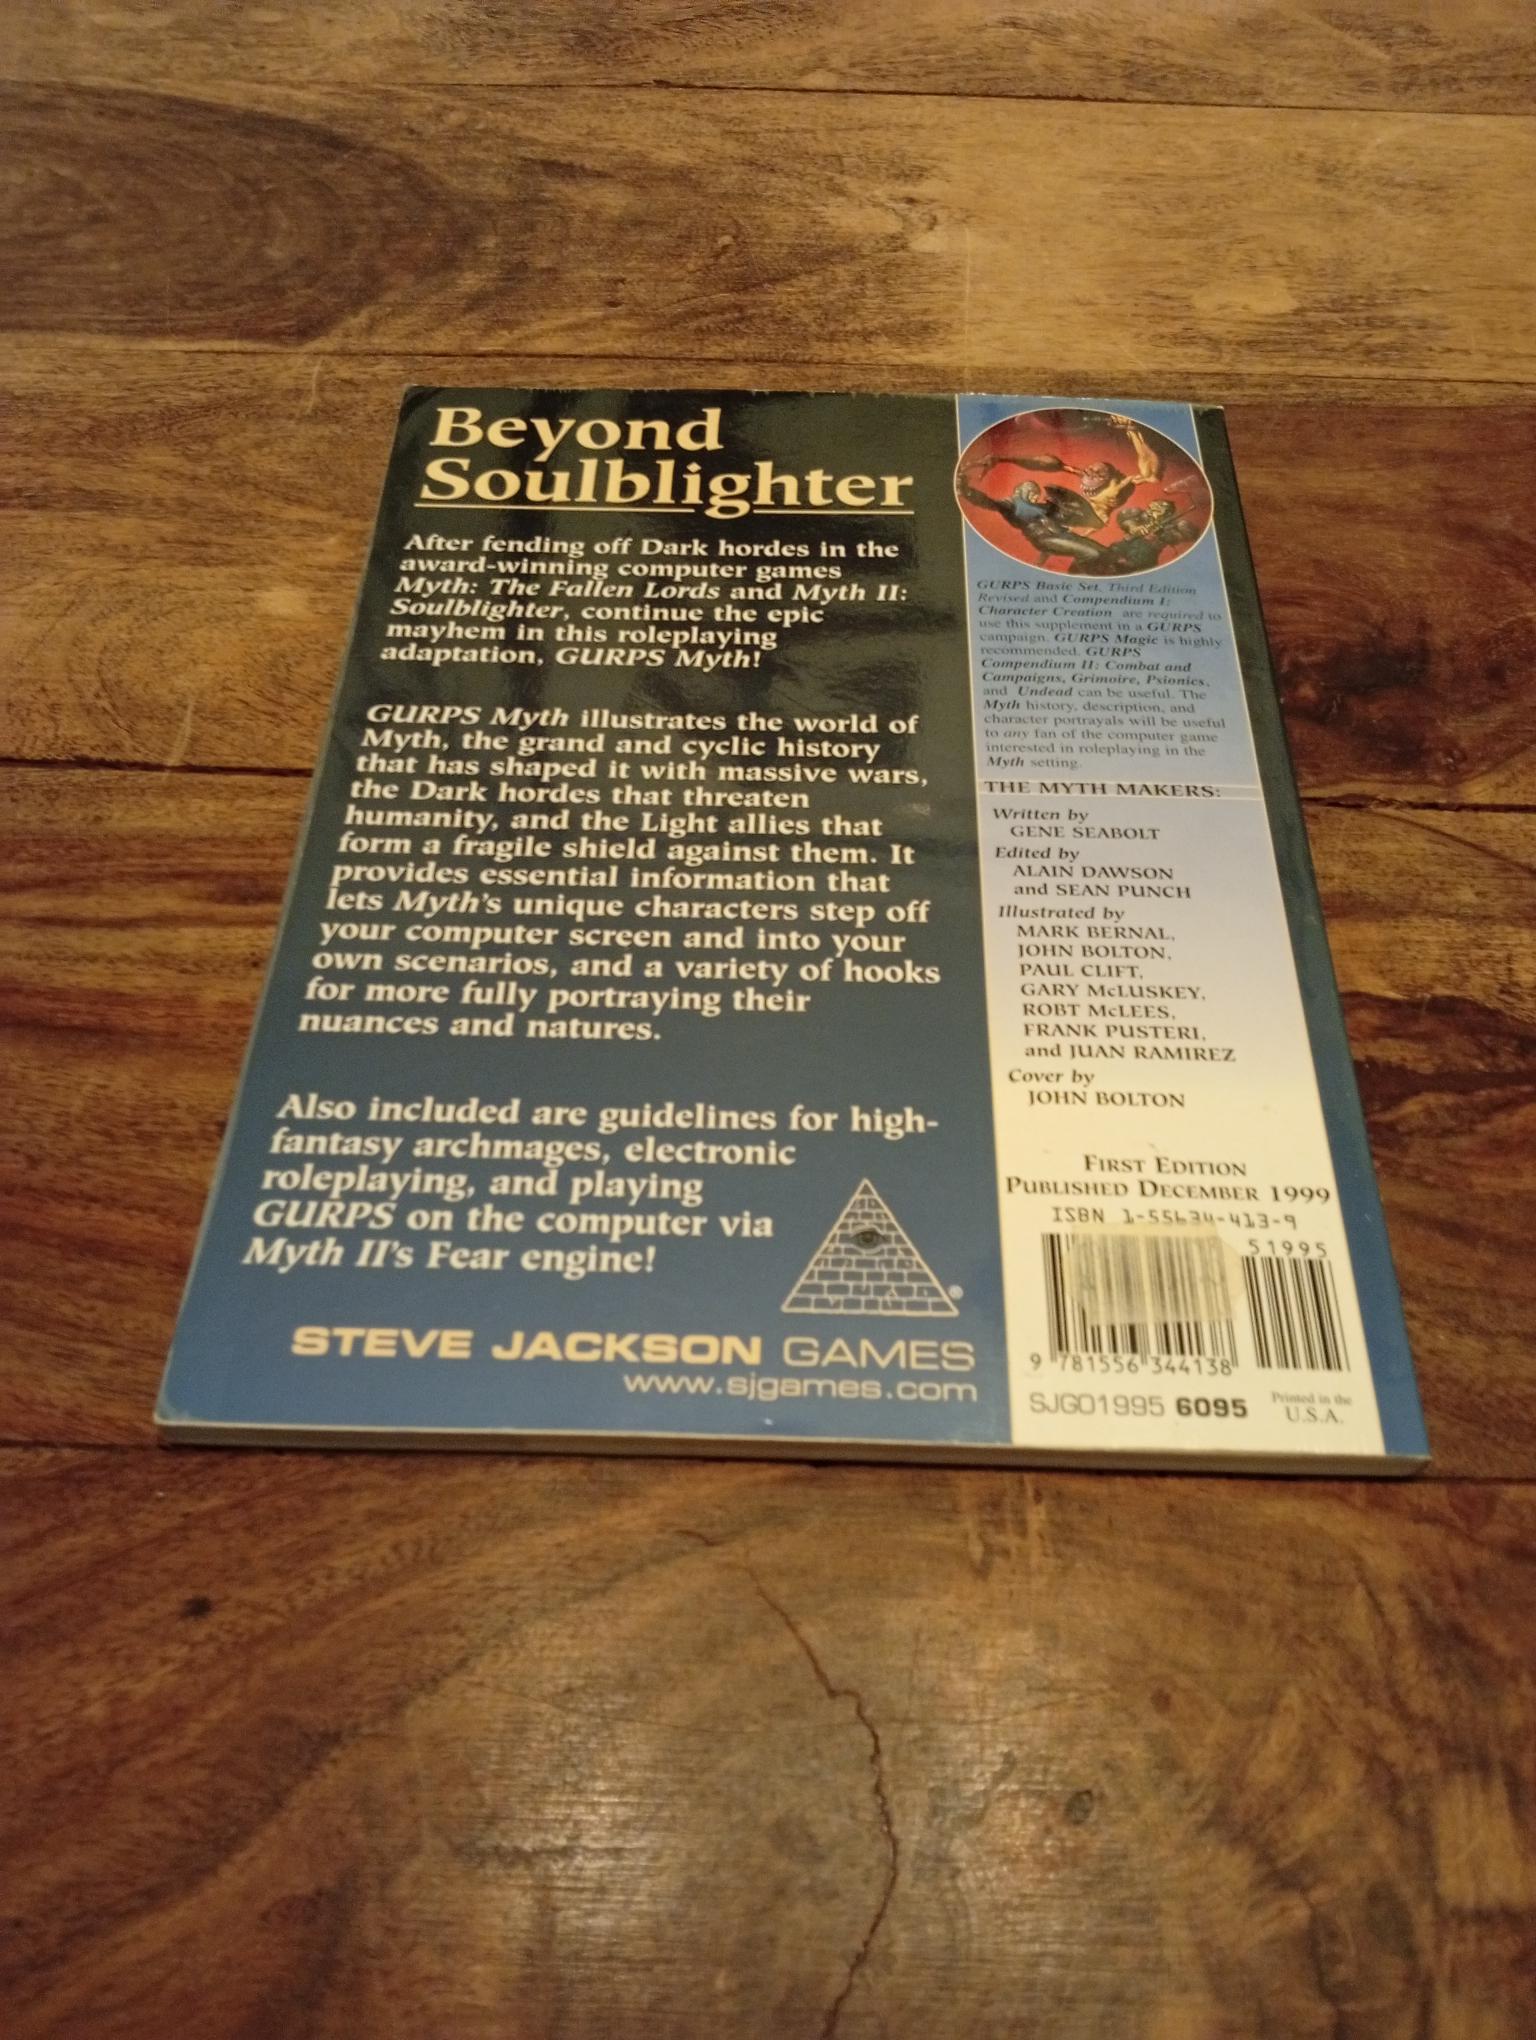 Beyond
Soulblighter
After fending off Dark hordes in the
award-winning computer games
Myth: The Fallen Lords and Myth II:
Soulblighter, continue the epic
mayhem in this roleplaying
adaptation, GURPS Myth!
GURPS Myth illustrates the world of
Myth, the grand and cyclic history
that has shaped it with massive wars,
the Dark hordes that threaten
humanity, and the Light allies that
form a fragile shield against them. It
provides essential information that
lets Myth's unique characters step off
your computer screen and into your
own scenarios, and a variety of hooks
for more fully portraying their
nuances and natures.
Also included are guidelines for high-
fantasy archmages, electronic
roleplaying, and playing
GURPS on the computer via
Myth II's Fear engine!
®
STEVE JACKSON GAMES
www.sjgames.com
GURPS Basic Set, Third Edition
Revised and Compendium I:
Character Creation are required to
use this supplement in a GURPS
campaign. GURPS Magic is highly
recommended. GURPS
Compendium II: Combat and
Campaigns, Grimoire, Psionics,
and Undead can be useful. The
Myth history, description, and
character portrayals will be useful
to any fan of the computer game
interested in roleplaying in the
Myth setting.
THE MYTH MAKERS:
Written by
GENE SEABOLT
Edited by
ALAIN DAWSON
and SEAN PUNCH
Illustrated by
MARK BERNAL,
JOHN BOLTON,
PAUL CLIFT,
GARY McLUSKEY,
ROBT McLEES,
FRANK PUSTERI,
and JUAN RAMIREZ
Cover by
JOHN BOLTON
FIRST EDITION
PUBLISHED DECEMBER 1999
ISBN 1-55634-413-9
51995
9 781556 344138
SJG01995 6095
Printed in the
U.S.A.